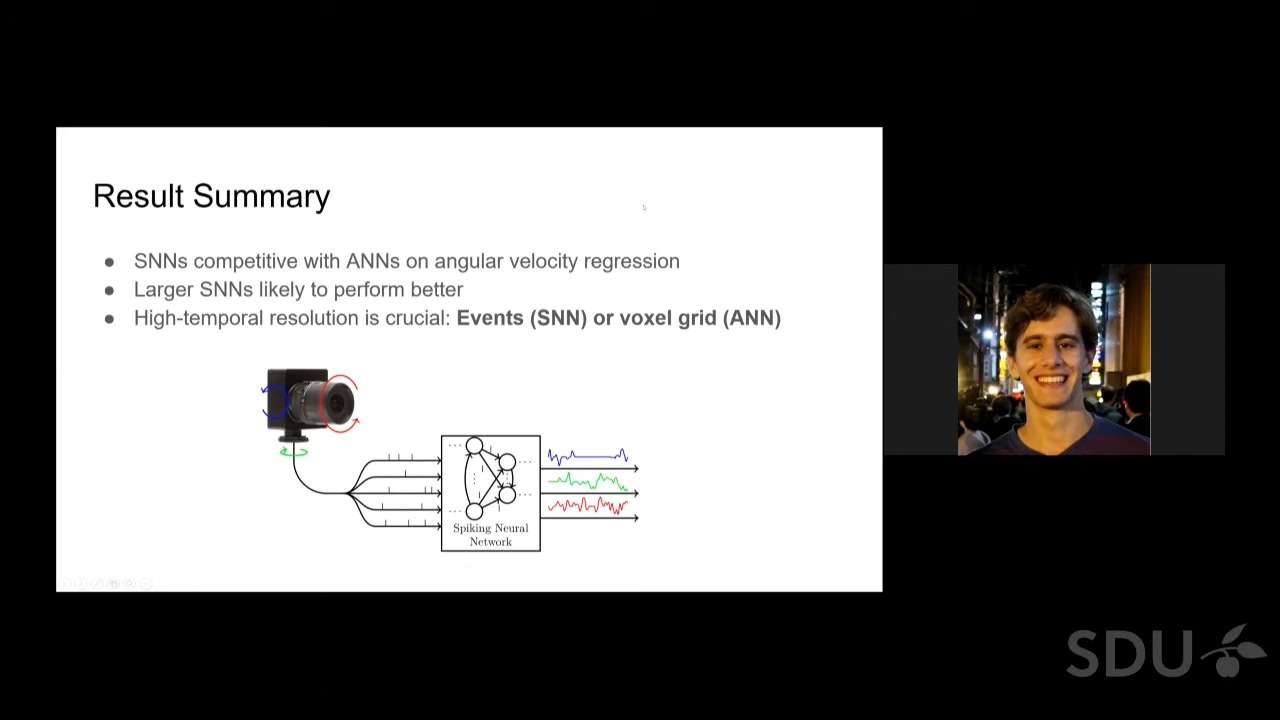 Result Summary
SNNs competitive with ANNs on angular velocity regression
Larger SNNs likely to perform better
High-temporal resolution is crucial: Events (SNN) or voxel grid (ANN)
Spiking Neural
Network
SDU